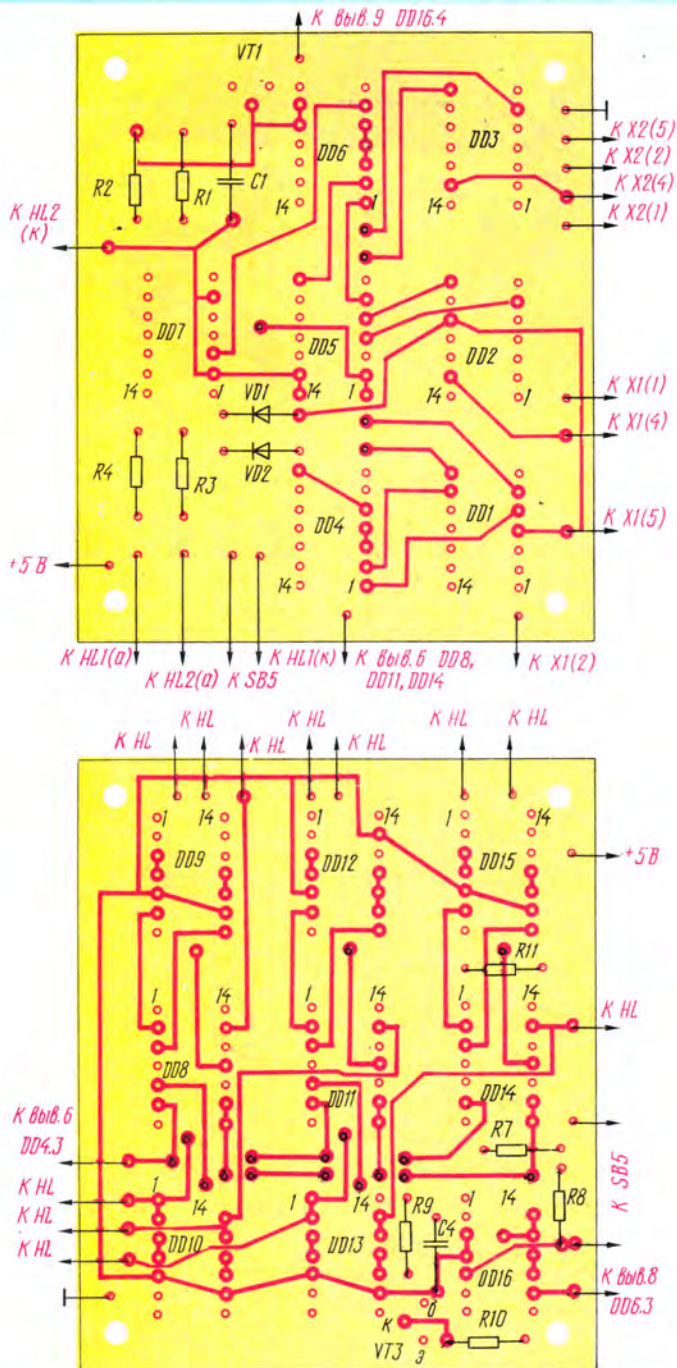 К выв.9 DD16.4
VT1
К X2(5)
DD6
DD3
К X2(2)
R2
R1
C1
К X2(4)
14
1
14
1
К X2(1)
К HL2
(к)
DD7
DD5
DD2
14
1
VD1
14
1
14
1
К X1(1)
К X1(4)
VD2
R4
R3
DD4
DD1
К X1(5)
+5 В
14
1
14
1
К HL1(а)
К HL1(к)
К выв.6 DD8,
К X1(2)
К HL2(а)
К SB5
DD11, DD14
К HL
К HL
К HL
К HL
К HL
К HL
К HL
1
14
1
14
1
14
DD9
DD12
DD15
+5 В
R11
1
14
1
14
1
14
К HL
DD8
DD11
DD14
К выв.6
DD4.3
R7
К SB5
К HL
1
14
1
14
R9
1
14
R8
К HL
C4
К HL
DD10
DD13
DD16
К выв.8
DD6.3
б
К
R10
VT3
э